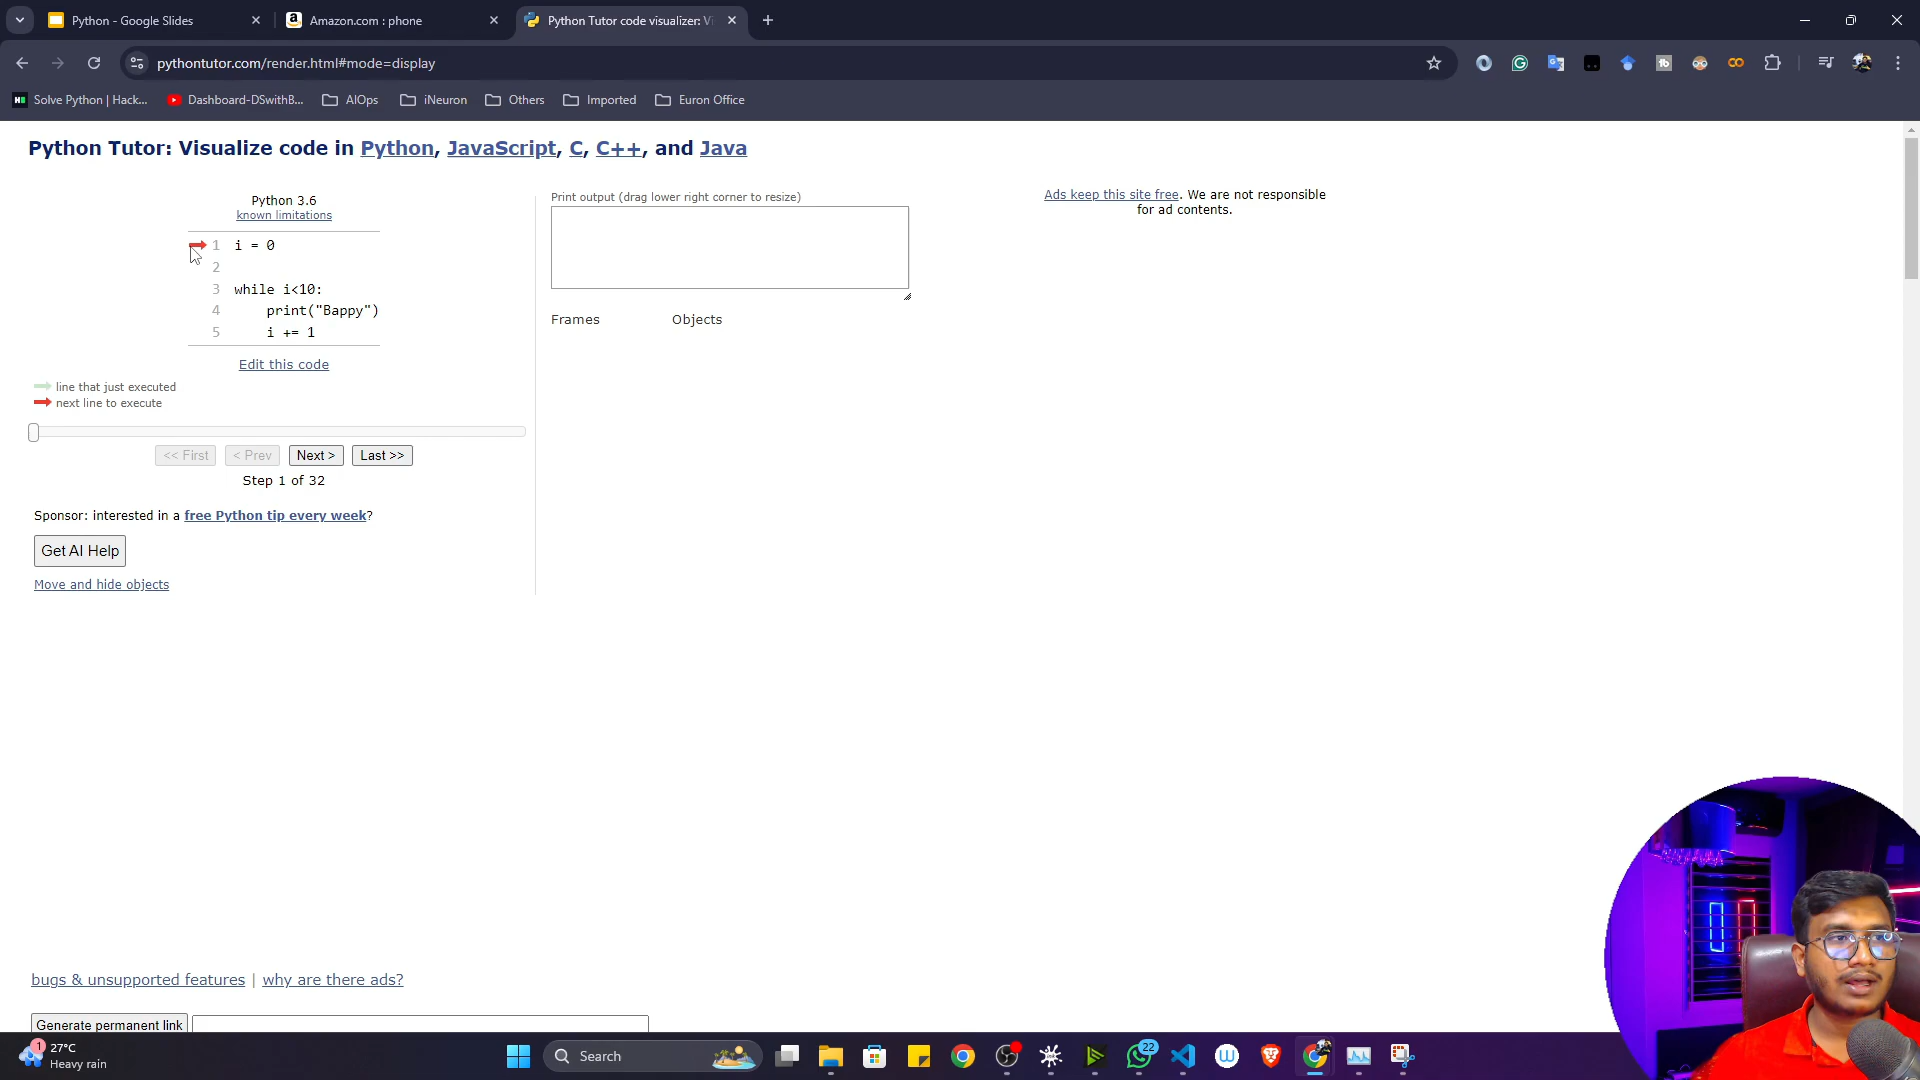 Python - Google Slides
Amazon.com : phone
Python Tutor code visualizer: Vi
pythontutor.com/render.html#mode=display
Solve Python | Hack...
Dashboard-DSwithB...
AIOps
iNeuron
Others
Imported
Euron Office
Python Tutor: Visualize code in Python, JavaScript, C, C++, and Java
Python 3.6
known limitations
1 i = 0
2
3 while i<10:
4 print("Bappy")
5 i += 1
Edit this code
line that just executed
next line to execute
<< First < Prev Next > Last >>
Step 1 of 32
Sponsor: interested in a free Python tip every week?
Get AI Help
Move and hide objects
Print output (drag lower right corner to resize)
Frames Objects
Ads keep this site free. We are not responsible
for ad contents.
bugs & unsupported features | why are there ads?
Generate permanent link
1
27°C
Heavy rain
Search
22